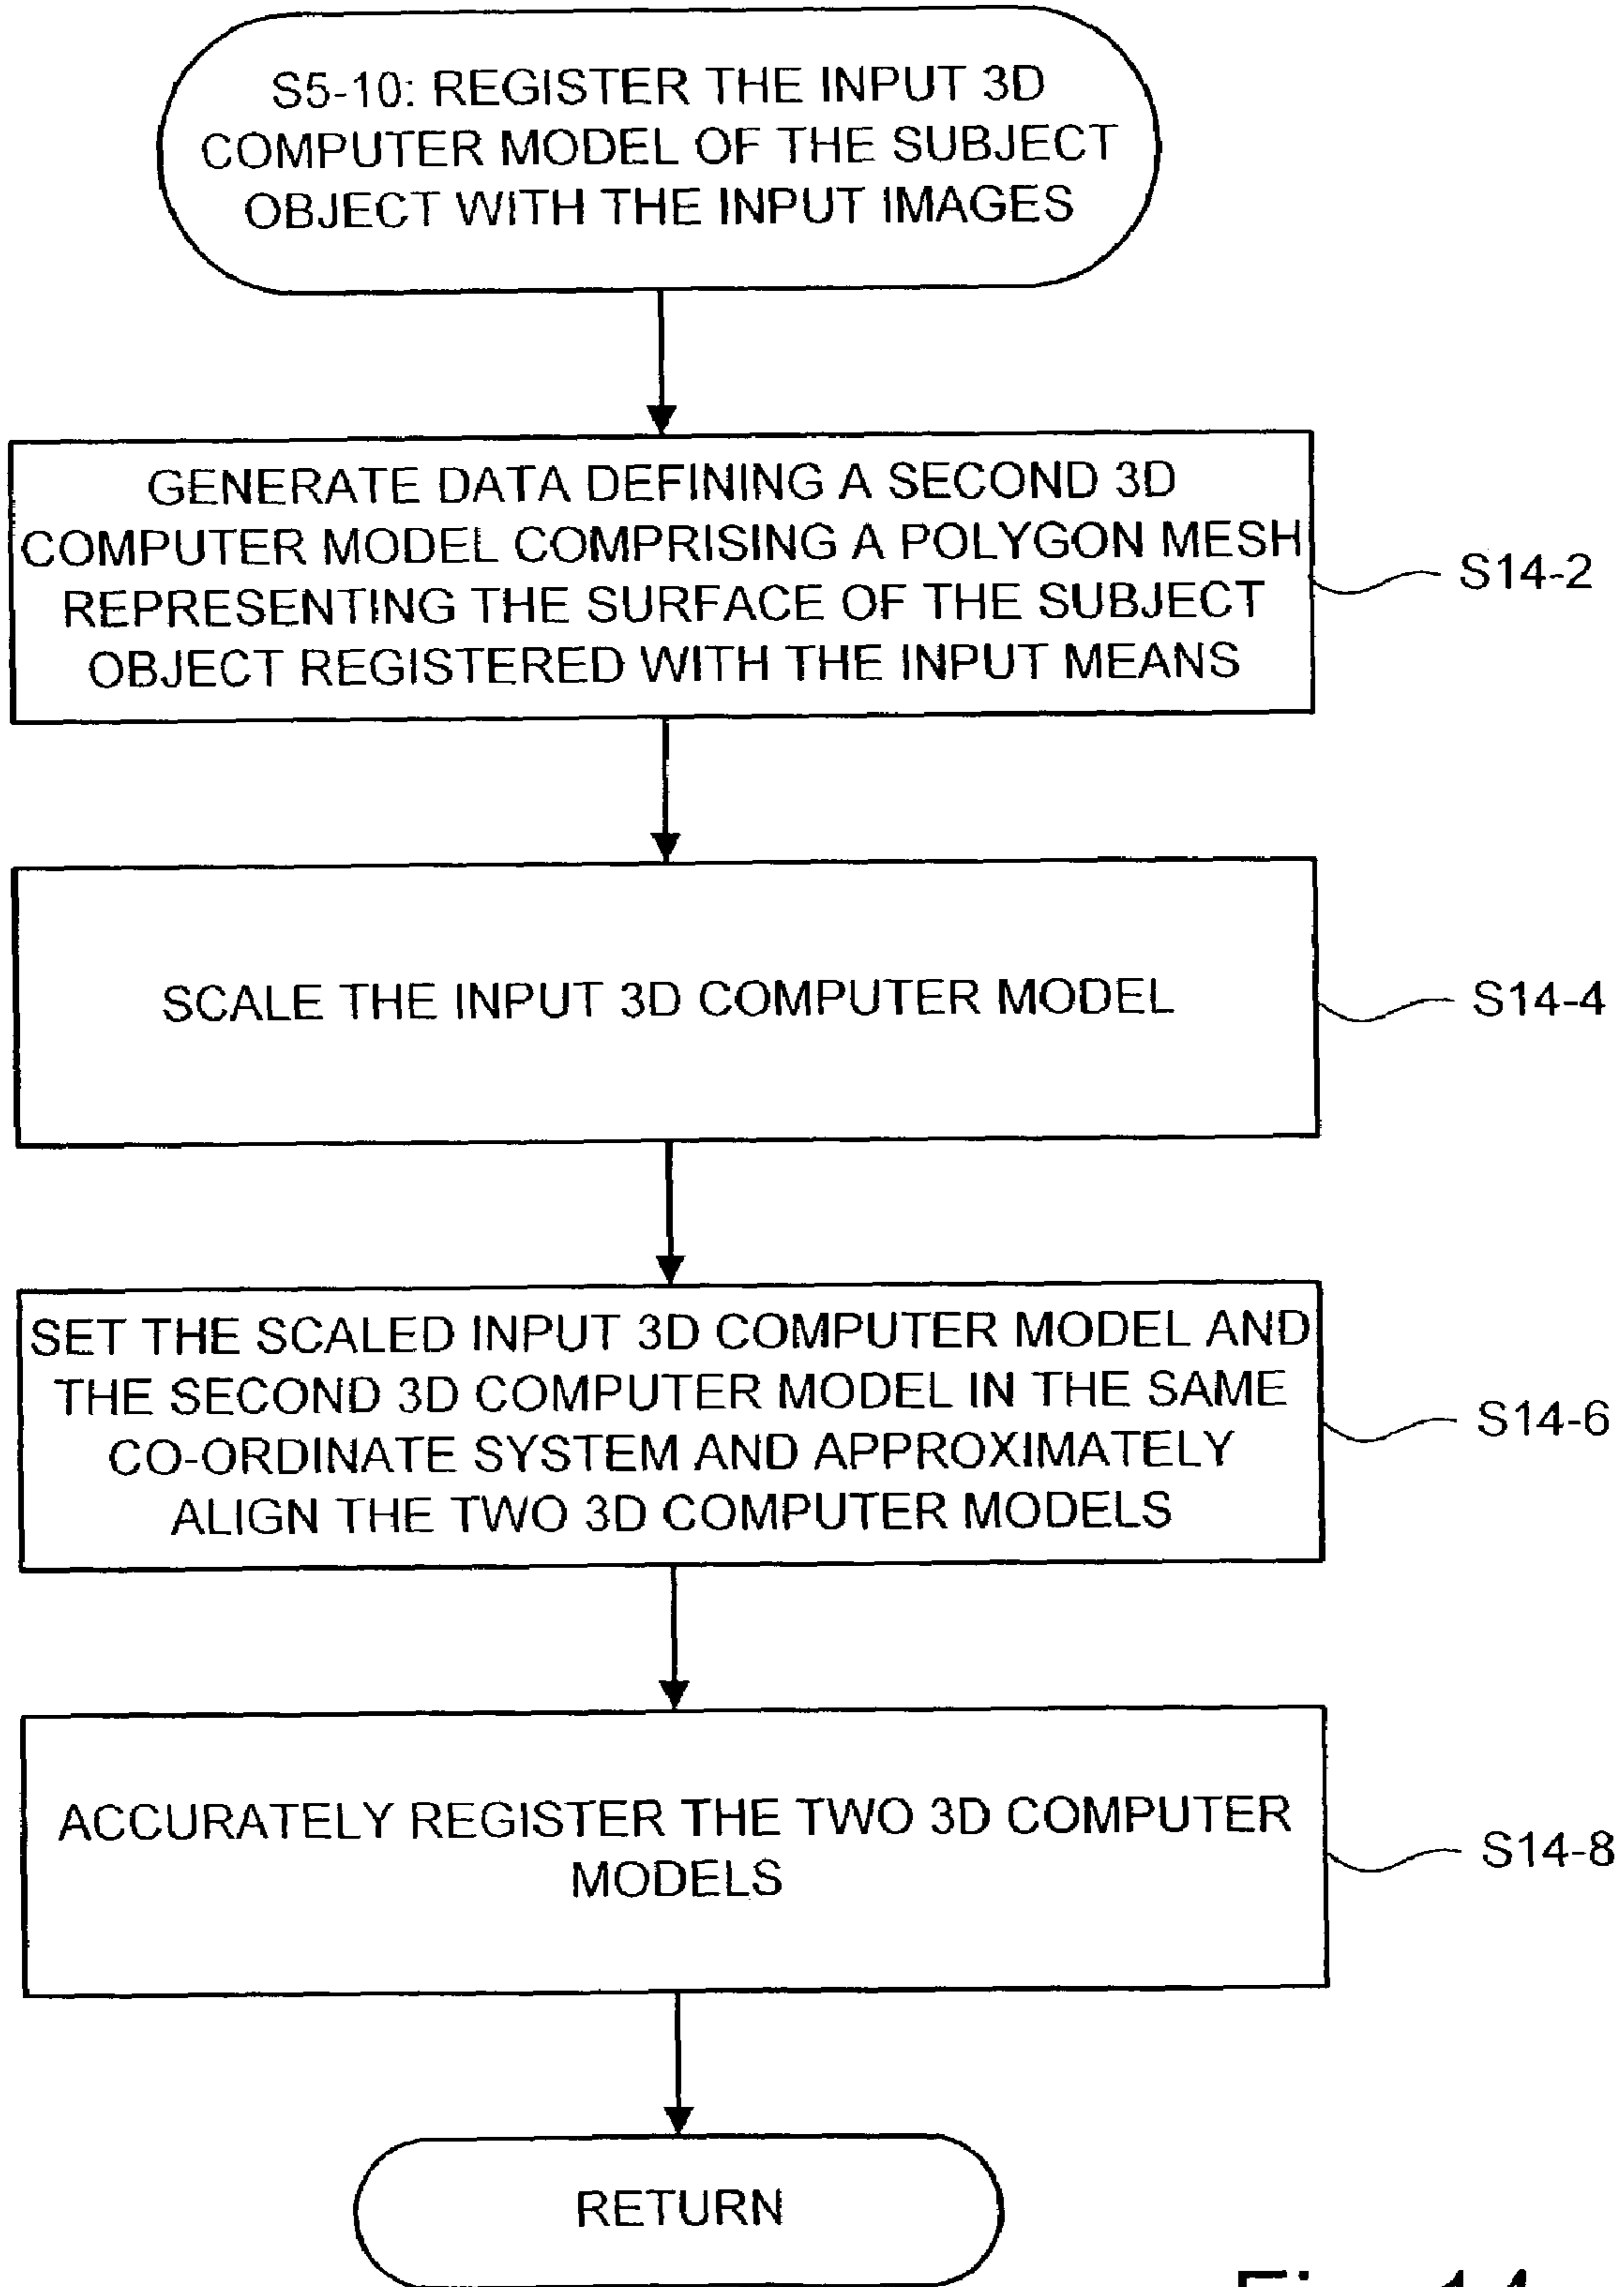 S5-10: REGISTER THE INPUT 3D
COMPUTER MODEL OF THE SUBJECT
OBJECT WITH THE INPUT IMAGES
GENERATE DATA DEFINING A SECOND 3D
COMPUTER MODEL COMPRISING A POLYGON MESH
REPRESENTING THE SURFACE OF THE SUBJECT
OBJECT REGISTERED WITH THE INPUT MEANS
S14-2
SCALE THE INPUT 3D COMPUTER MODEL
S14-4
SET THE SCALED INPUT 3D COMPUTER MODEL AND
THE SECOND 3D COMPUTER MODEL IN THE SAME
CO-ORDINATE SYSTEM AND APPROXIMATELY
ALIGN THE TWO 3D COMPUTER MODELS
S14-6
ACCURATELY REGISTER THE TWO 3D COMPUTER
MODELS
S14-8
RETURN